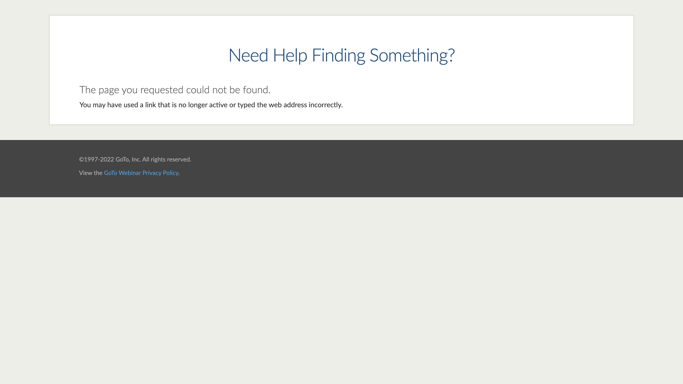 Need Help Finding Something?
The page you requested could not be found.
You may have used a link that is no longer active or typed the web address incorrectly.
©1997-2022 GoTo, Inc. All rights reserved.
View the GoTo Webinar Privacy Policy.